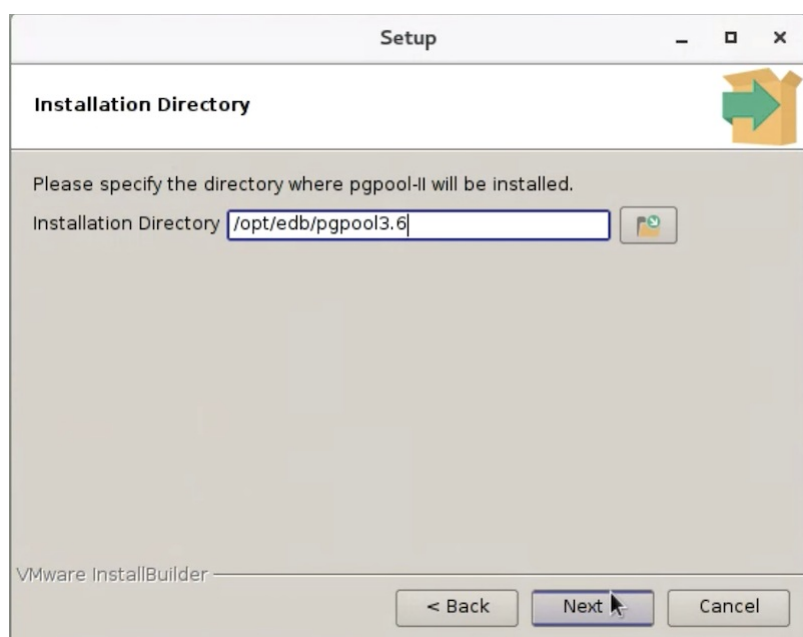 Setup
Installation Directory
Please specify the directory where pgpool-II will be installed.
Installation Directory /opt/edb/pgpool3.6
VMware InstallBuilder
< Back Next Cancel